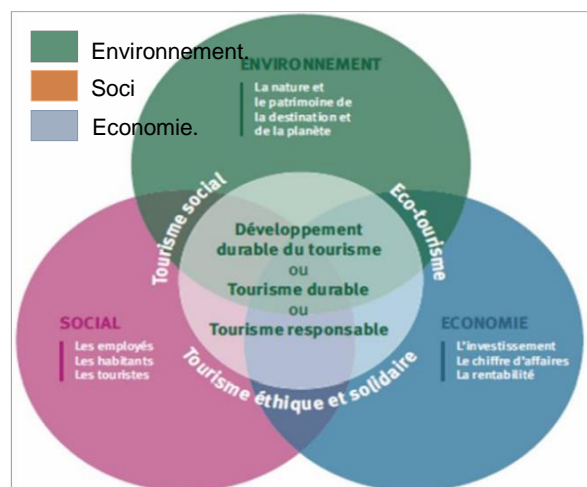 Environnement.
Soci
Economie.
ENVIRONNEMENT
La nature et
le patrimoine de
la destination et
de la planète
Tourisme social
Eco-tourisme
Développement
durable du tourisme
ou
Tourisme durable
ou
Tourisme responsable
SOCIAL
Les employés
Les habitants
Les touristes
ECONOMIE
L'investissement
Le chiffre d'affaires
La rentabilité
Tourisme éthique et solidaire